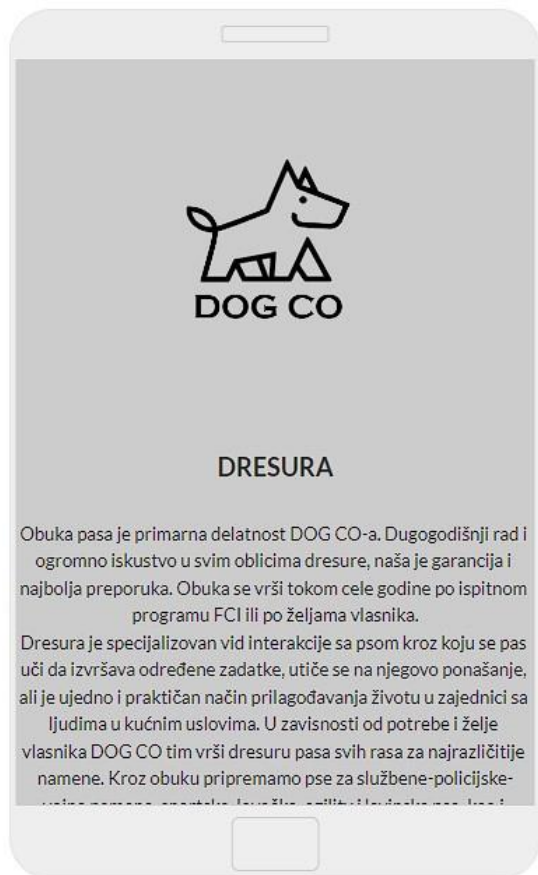 DOG CO
DRESURA
Obuka pasa je primarna delatnost DOG CO-a. Dugogodišnji rad i
ogromno iskustvo u svim oblicima dresure, naša je garancija i
najbolja preporuka. Obuka se vrši tokom cele godine po ispitnom
programu FCI ili po željama vlasnika.
Dresura je specijalizovan vid interakcije sa psom kroz koju se pas
uči da izvršava određene zadatke, utiče se na njegovo ponašanje,
ali je ujedno i praktičan način prilagođavanja životu u zajednici sa
ljudima u kućnim uslovima. U zavisnosti od potrebe i želje
vlasnika DOG CO tim vrši dresuru pasa svih rasa za najrazličitije
namene. Kroz obuku pripremamo pse za službene-policijske-